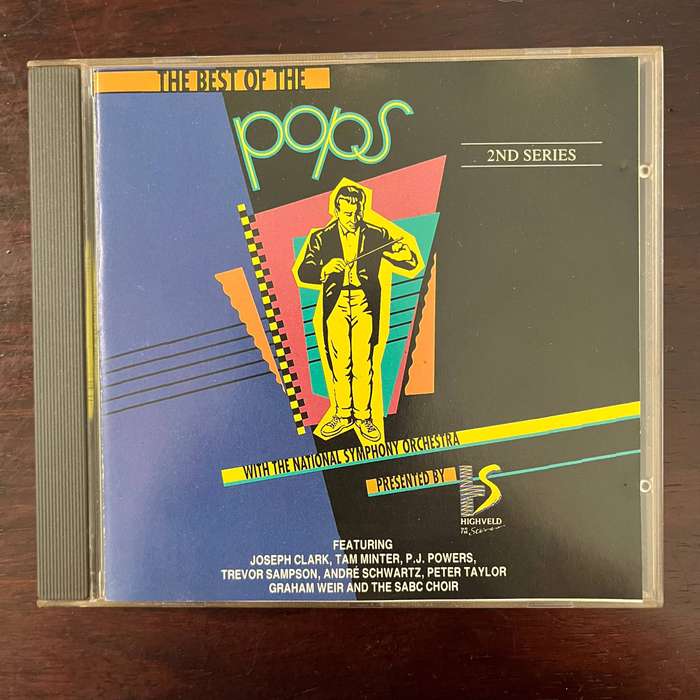 THE BEST OF THE
pops
2ND SERIES
WITH THE NATIONAL SYMPHONY ORCHESTRA
PRESENTED BY
HIGHVELD
Stereo
FEATURING
JOSEPH CLARK, TAM MINTER, P.J. POWERS,
TREVOR SAMPSON, ANDRÉ SCHWARTZ, PETER TAYLOR
GRAHAM WEIR AND THE SABC CHOIR